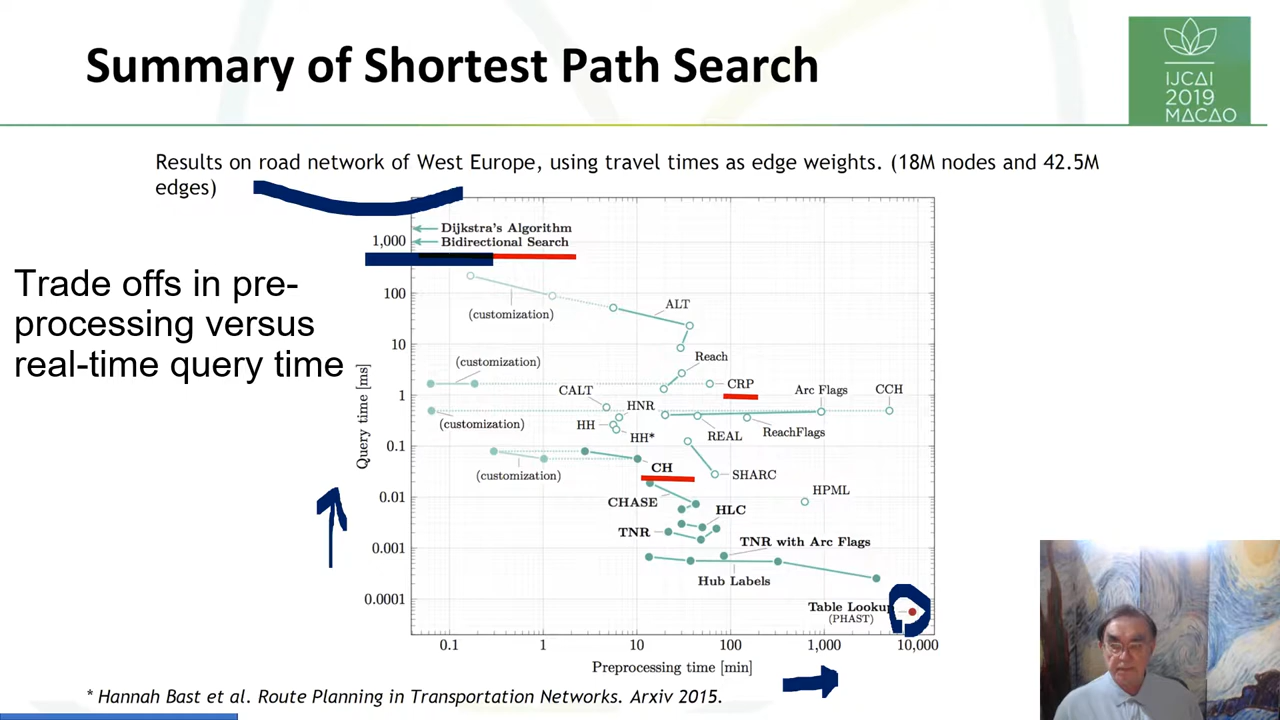 Summary of Shortest Path Search
IJCAI
2019
MACAO
Results on road network of West Europe, using travel times as edge weights. (18M nodes and 42.5M
edges)
Trade offs in pre-
processing versus
real-time query time
Dijkstra's Algorithm
Bidirectional Search
1,000
100
10
1
0.1
0.01
0.001
0.0001
Query time [ms]
(customization)
ALT
(customization)
Reach
CRP
CALT
HNR
Arc Flags
CCH
(customization)
HH
HH*
REAL
ReachFlags
(customization)
CH
SHARC
CHASE
HLC
HPML
TNR
TNR with Arc Flags
Hub Labels
Table Lookup
(PHAST)
0.1 1 10 100 1,000 10,000
Preprocessing time [min]
* Hannah Bast et al. Route Planning in Transportation Networks. Arxiv 2015.